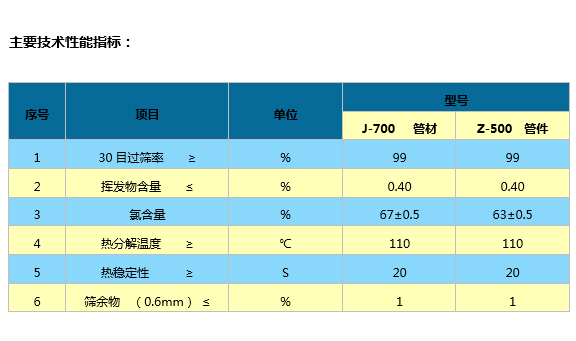 主要技术性能指标：
序号 项目 单位 型号
J-700 管材 Z-500 管件
1 30目过筛率 ≥ % 99 99
2 挥发物含量 ≤ % 0.40 0.40
3 氯含量 % 67±0.5 63±0.5
4 热分解温度 ≥ ℃ 110 110
5 热稳定性 ≥ S 20 20
6 筛余物 （0.6mm）≤ % 1 1